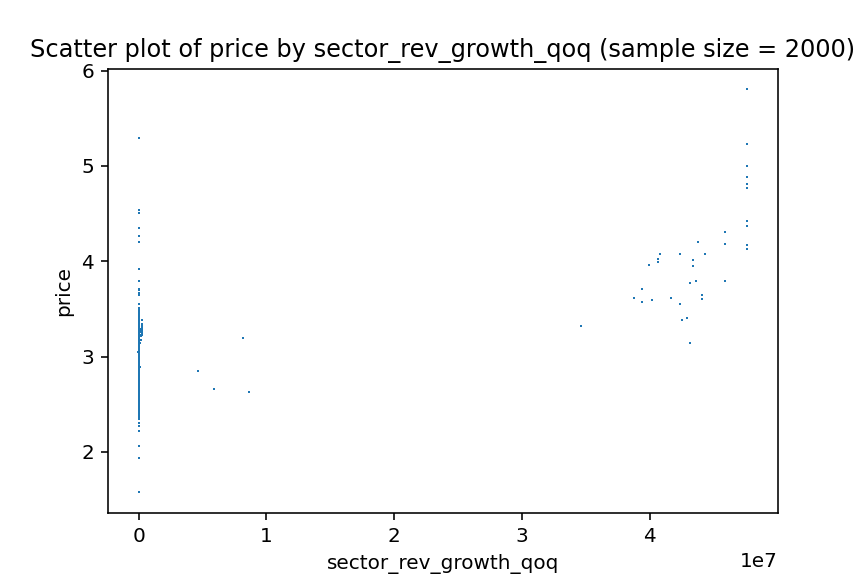 Scatter plot of price by sector_rev_growth_qoq (sample size = 2000)
6
5
4
3
2
price
0 1 2 3 4
1e7
sector_rev_growth_qoq